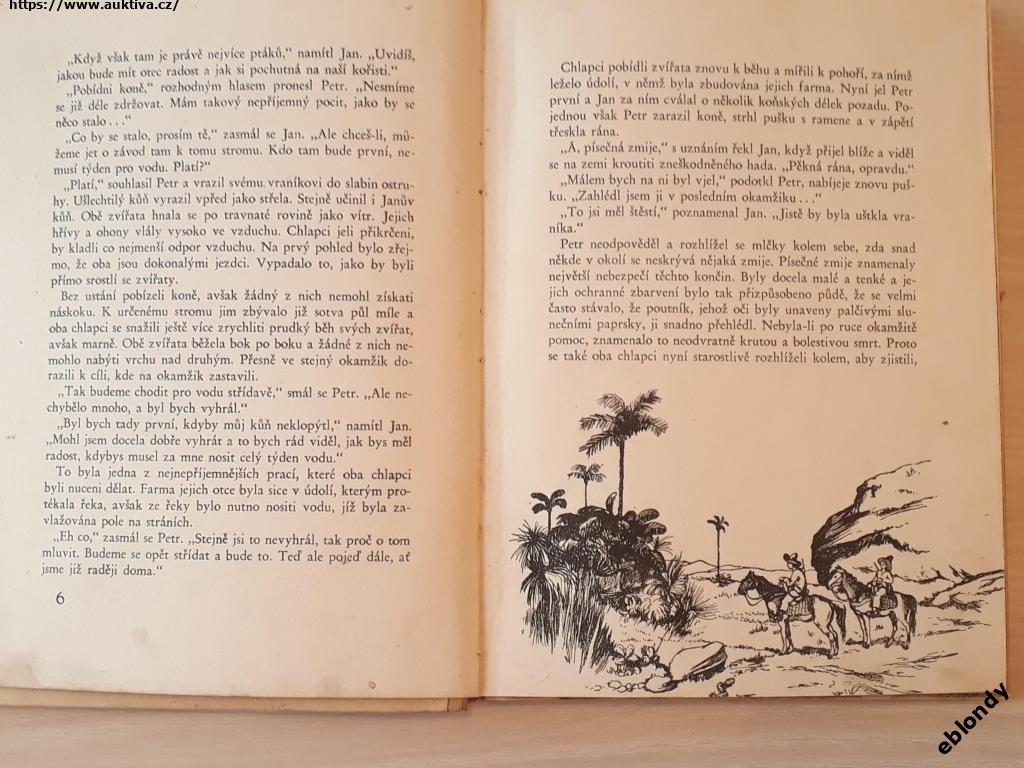 https://www.auktiva.cz/
„Když však tam je právě nejvíce ptáků,“ namítl Jan. „Uvidíš,
jakou bude mít otec radost a jak si pochutná na naší kořisti.“
„Pobídni koně,“ rozhodným hlasem pronesl Petr. „Nesmíme
se již déle zdržovat. Mám takový nepříjemný pocit, jako by se
něco stalo . . .“
„Co by se stalo, prosím tě,“ zasmál se Jan. „Ale chceš-li, mů-
žeme jet o závod tam k tomu stromu. Kdo tam bude první, ne-
musí týden pro vodu. Platí?“
„Platí,“ souhlasil Petr a vrazil svému vraníkovi do slabin ostru-
hy. Ušlechtilý kůň vyrazil vpřed jako střela. Stejně učinil i Janův
kůň. Obě zvířata hnala se po travnaté rovině jako vítr. Jejich
hřívy a ohony vlály vysoko ve vzduchu. Chlapci jeli přikrčeni,
by kladli co nejmenší odpor vzduchu. Na prvý pohled bylo zřej-
mo, že oba jsou dokonalými jezdci. Vypadalo to, jako by byli
přímo srostlí se zvířaty.
Bez ustání pobízeli koně, avšak žádný z nich nemohl získati
náskoku. K určenému stromu jim zbývalo již sotva půl míle a
oba chlapci se snažili ještě více zrychliti prudký běh svých zvířat,
avšak marně. Obě zvířata běžela bok po boku a žádné z nich ne-
mohlo nabýti vrchu nad druhým. Přesně ve stejný okamžik do-
razili k cíli, kde na okamžik zastavili.
„Tak budeme chodit pro vodu střídavě,“ smál se Petr. „Ale ne-
chybělo mnoho, a byl bych vyhrál.“
„Byl bych tady první, kdyby můj kůň neklopýtl,“ namítl Jan.
„Mohl jsem docela dobře vyhrát a to bych rád viděl, jak bys měl
radost, kdybys musel za mne nosit celý týden vodu.“
To byla jedna z nejnepříjemnějších prací, které oba chlapci
byli nuceni dělat. Farma jejich otce byla sice v údolí, kterým pro-
tékala řeka, avšak ze řeky bylo nutno nositi vodu, jíž byla za-
vlažována pole na stráních.
„Eh co,“ zasmál se Petr. „Stejně jsi to nevyhrál, tak proč o tom
mluvit. Budeme se opět střídat a bude to. Teď ale pojeď dále, ať
jsme již raději doma.“
6
Chlapci pobídli zvířata znovu k běhu a mířili k pohoří, za nímž
leželo údolí, v němž byla zbudována jejich farma. Nyní jel Petr
první a Jan za ním cválal o několik koňských délek pozadu. Po-
jednou však Petr zarazil koně, strhl pušku s ramene a v zápětí
třeskla rána.
„A, písečná zmije,“ s uznáním řekl Jan, když přijel blíže a viděl
se na zemi kroutiti zneškodněného hada. „Pěkná rána, opravdu.“
„Málem bych na ni byl vjel,“ podotkl Petr, nabíjeje znovu puš-
ku. „Zahlédl jsem ji v posledním okamžiku . . .“
„To jsi měl štěstí,“ poznamenal Jan. „Jistě by byla uštkla vra-
níka.“
Petr neodpověděl a rozhlížel se mlčky kolem sebe, zda snad
někde v okolí se neskrývá nějaká zmije. Písečné zmije znamenaly
největší nebezpečí těchto končin. Byly docela malé a tenké a je-
jich ochranné zbarvení bylo tak přizpůsobeno půdě, že se velmi
často stávalo, že poutník, jehož oči byly unaveny palčivými slu-
nečními paprsky, ji snadno přehlédl. Nebyla-li po ruce okamžitě
pomoc, znamenalo to neodvratně krutou a bolestivou smrt. Proto
se také oba chlapci nyní starostlivě rozhlíželi kolem, aby zjistili,
eblondy